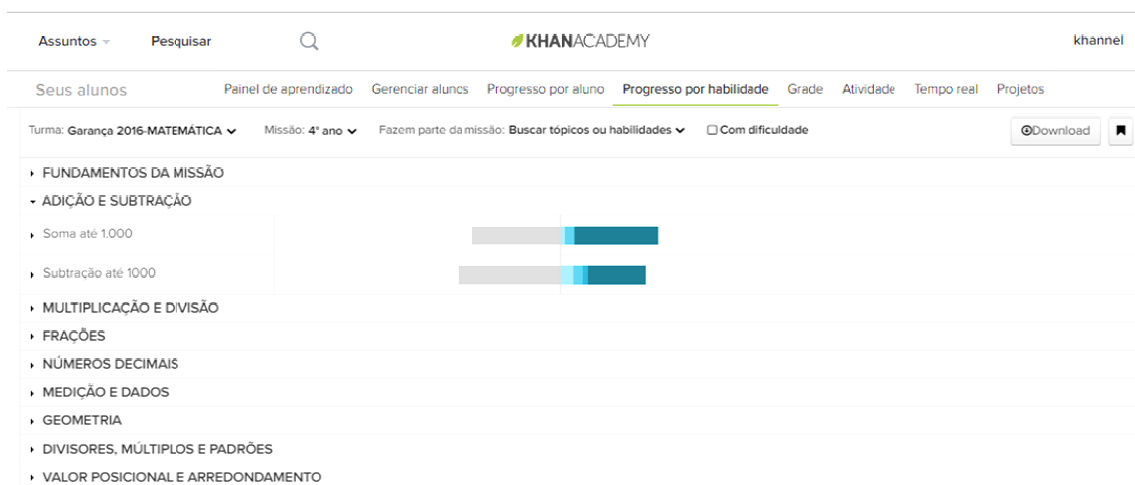 Assuntos Pesquisar KHANACADEMY khannel
Seus alunos Painel de aprendizado Gerenciar alunos Progresso por aluno Progresso por habilidade Grade Atividade Tempo real Projetos
Turma: Garança 2016-MATEMÁTICA Missão: 4º ano Fazem parte da missão: Buscar tópicos ou habilidades Com dificuldade Download
FUNDAMENTOS DA MISSÃO
ADIÇÃO E SUBTRAÇÃO
Soma até 1.000
Subtração até 1000
MULTIPLICAÇÃO E DIVISÃO
FRAÇÕES
NÚMEROS DECIMAIS
MEDIÇÃO E DADOS
GEOMETRIA
DIVISORES, MÚLTIPLOS E PADRÕES
VALOR POSICIONAL E ARREDONDAMENTO